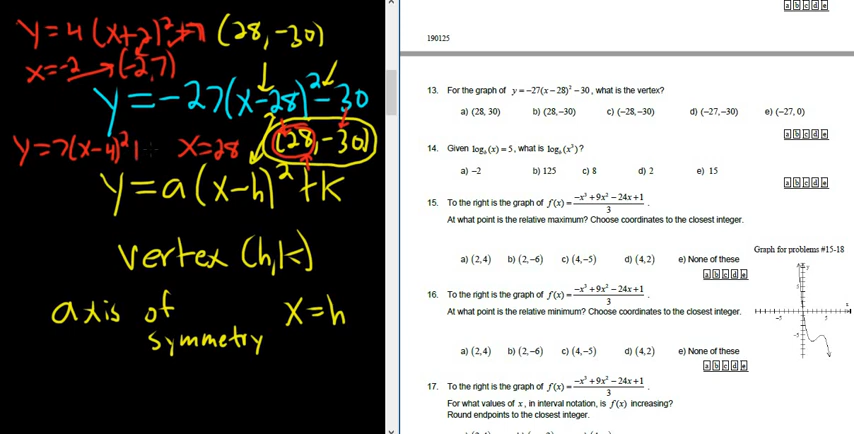 y=4(x+2)²+7 (28,-30)
x=-2 (-2,7)
y=-27(x-28)²-30
y=7(x-4)²1 x=28 (28,-30)
y=a(x-h)²+k
vertex (h,k)
axis of symmetry x=h
a b c d e
190125
13. For the graph of y=-27(x-28)²-30, what is the vertex?
a) (28, 30) b) (28,-30) c) (-28,-30) d) (-27,-30) e) (-27, 0)
a b c d e
14. Given logₐ(x)=5, what is logₐ(x³)?
a) -2 b) 125 c) 8 d) 2 e) 15
a b c d e
15. To the right is the graph of f(x)=(-x³+9x²-24x+1)/3.
At what point is the relative maximum? Choose coordinates to the closest integer.
Graph for problems #15-18
a) (2,4) b) (2,-6) c) (4,-5) d) (4,2) e) None of these
a b c d e
16. To the right is the graph of f(x)=(-x³+9x²-24x+1)/3.
At what point is the relative minimum? Choose coordinates to the closest integer.
a) (2,4) b) (2,-6) c) (4,-5) d) (4,2) e) None of these
a b c d e
17. To the right is the graph of f(x)=(-x³+9x²-24x+1)/3.
For what values of x, in interval notation, is f(x) increasing?
Round endpoints to the closest integer.